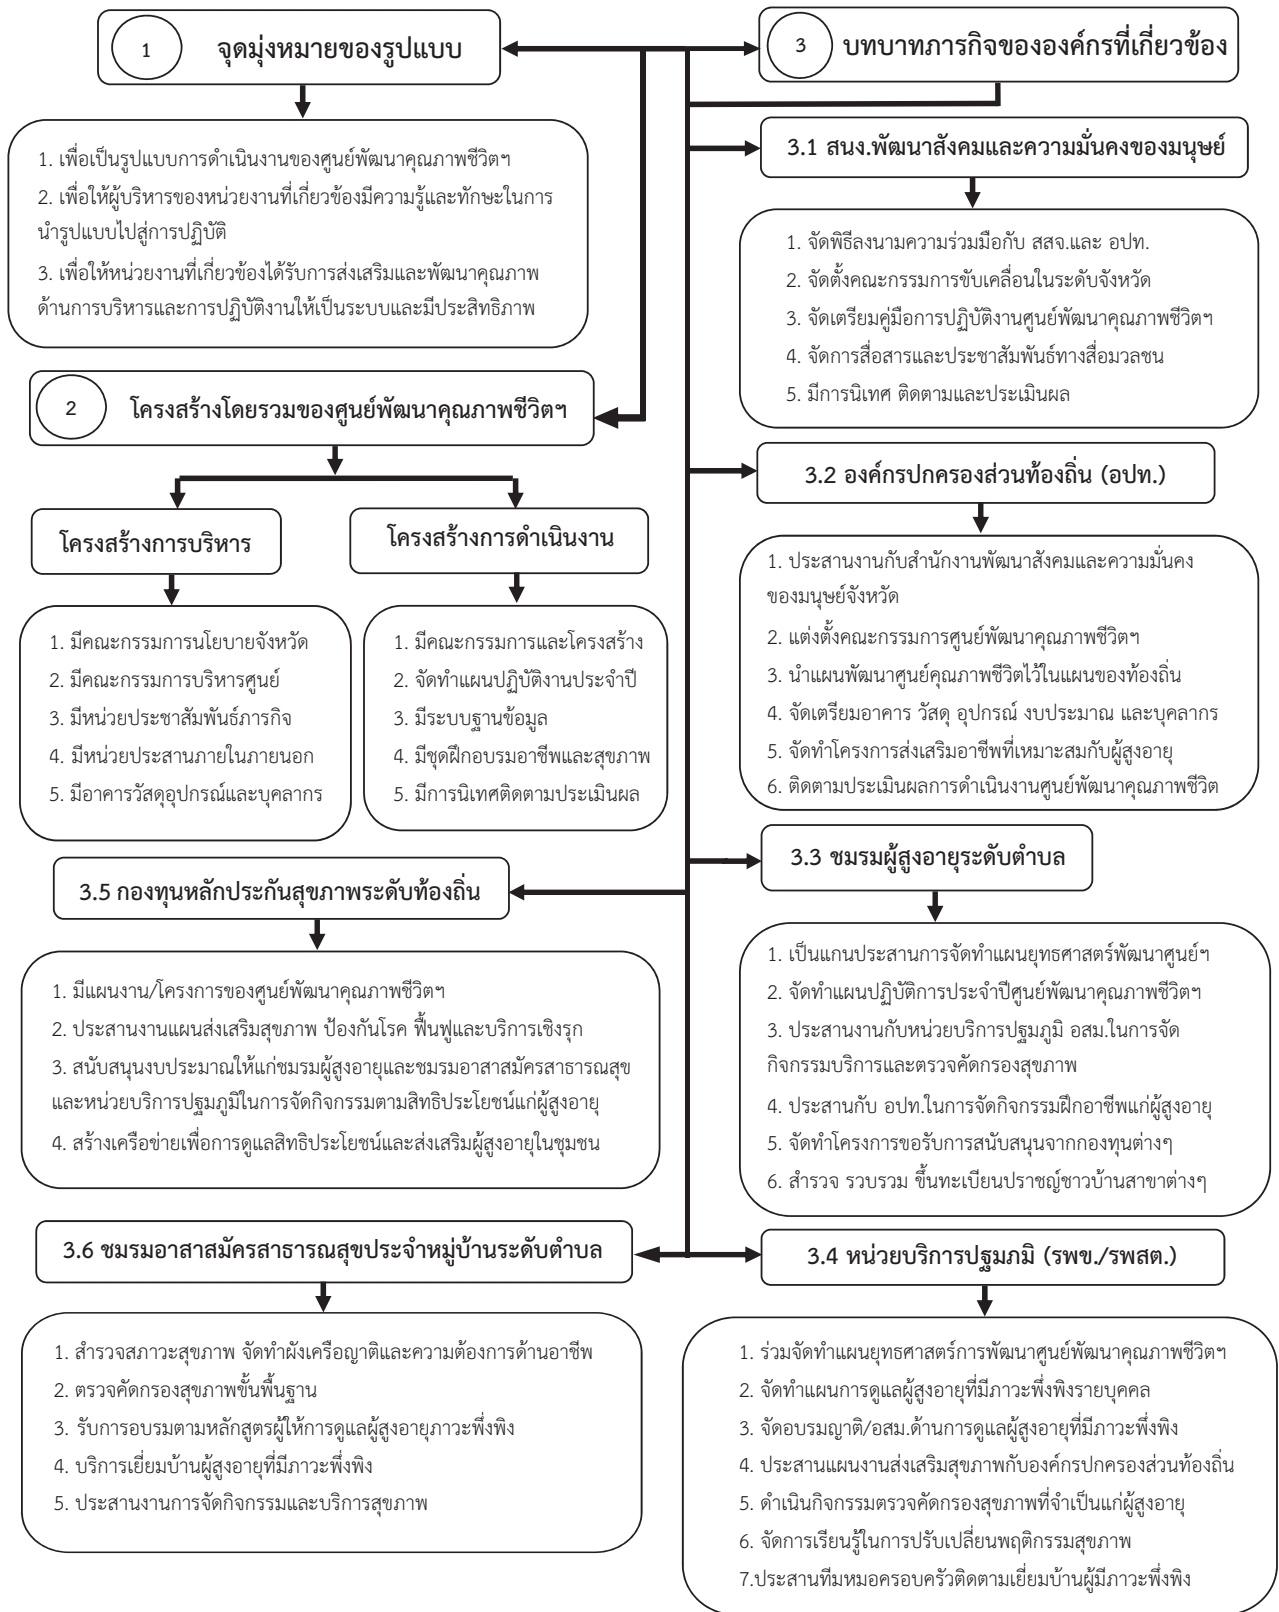 1 จุดมุ่งหมายของรูปแบบ
1. เพื่อเป็นรูปแบบการดำเนินงานของศูนย์พัฒนาคุณภาพชีวิตฯ
2. เพื่อให้ผู้บริหารของหน่วยงานที่เกี่ยวข้องมีความรู้และทักษะในการ
นำรูปแบบไปสู่การปฏิบัติ
3. เพื่อให้หน่วยงานที่เกี่ยวข้องได้รับการส่งเสริมและพัฒนาคุณภาพ
ด้านการบริหารและการปฏิบัติงานให้เป็นระบบและมีประสิทธิภาพ
2 โครงสร้างโดยรวมของศูนย์พัฒนาคุณภาพชีวิตฯ
โครงสร้างการบริหาร
1. มีคณะกรรมการนโยบายจังหวัด
2. มีคณะกรรมการบริหารศูนย์
3. มีหน่วยประชาสัมพันธ์ภารกิจ
4. มีหน่วยประสานภายในภายนอก
5. มีอาคารวัสดุอุปกรณ์และบุคลากร
โครงสร้างการดำเนินงาน
1. มีคณะกรรมการและโครงสร้าง
2. จัดทำแผนปฏิบัติงานประจำปี
3. มีระบบฐานข้อมูล
4. มีชุดฝึกอบรมอาชีพและสุขภาพ
5. มีการนิเทศติดตามประเมินผล
3 บทบาทภารกิจขององค์กรที่เกี่ยวข้อง
3.1 สนง.พัฒนาสังคมและความมั่นคงของมนุษย์
1. จัดพิธีลงนามความร่วมมือกับ สสจ.และ อปท.
2. จัดตั้งคณะกรรมการขับเคลื่อนในระดับจังหวัด
3. จัดเตรียมคู่มือการปฏิบัติงานศูนย์พัฒนาคุณภาพชีวิตฯ
4. จัดการสื่อสารและประชาสัมพันธ์ทางสื่อมวลชน
5. มีการนิเทศ ติดตามและประเมินผล
3.2 องค์กรปกครองส่วนท้องถิ่น (อปท.)
1. ประสานงานกับสำนักงานพัฒนาสังคมและความมั่นคง
ของมนุษย์จังหวัด
2. แต่งตั้งคณะกรรมการศูนย์พัฒนาคุณภาพชีวิตฯ
3. นำแผนพัฒนาศูนย์คุณภาพชีวิตไว้ในแผนของท้องถิ่น
4. จัดเตรียมอาคาร วัสดุ อุปกรณ์ งบประมาณ และบุคลากร
5. จัดทำโครงการส่งเสริมอาชีพที่เหมาะสมกับผู้สูงอายุ
6. ติดตามประเมินผลการดำเนินงานศูนย์พัฒนาคุณภาพชีวิต
3.3 ชมรมผู้สูงอายุระดับตำบล
1. เป็นแกนประสานการจัดทำแผนยุทธศาสตร์พัฒนาศูนย์ฯ
2. จัดทำแผนปฏิบัติการประจำปีศูนย์พัฒนาคุณภาพชีวิตฯ
3. ประสานงานกับหน่วยบริการปฐมภูมิ อสม.ในการจัด
กิจกรรมบริการและตรวจคัดกรองสุขภาพ
4. ประสานกับ อปท.ในการจัดกิจกรรมฝึกอาชีพแก่ผู้สูงอายุ
5. จัดทำโครงการขอรับการสนับสนุนจากกองทุนต่างๆ
6. สำรวจ รวบรวม ขึ้นทะเบียนปราชญ์ชาวบ้านสาขาต่างๆ
3.5 กองทุนหลักประกันสุขภาพระดับท้องถิ่น
1. มีแผนงาน/โครงการของศูนย์พัฒนาคุณภาพชีวิตฯ
2. ประสานงานแผนส่งเสริมสุขภาพ ป้องกันโรค ฟื้นฟูและบริการเชิงรุก
3. สนับสนุนงบประมาณให้แก่ชมรมผู้สูงอายุและชมรมอาสาสมัครสาธารณสุข
และหน่วยบริการปฐมภูมิในการจัดกิจกรรมตามสิทธิประโยชน์แก่ผู้สูงอายุ
4. สร้างเครือข่ายเพื่อการดูแลสิทธิประโยชน์และส่งเสริมผู้สูงอายุในชุมชน
3.6 ชมรมอาสาสมัครสาธารณสุขประจำหมู่บ้านระดับตำบล
1. สำรวจสภาวะสุขภาพ จัดทำผังเครือญาติและความต้องการด้านอาชีพ
2. ตรวจคัดกรองสุขภาพขั้นพื้นฐาน
3. รับการอบรมตามหลักสูตรผู้ให้การดูแลผู้สูงอายุภาวะพึ่งพิง
4. บริการเยี่ยมบ้านผู้สูงอายุที่มีภาวะพึ่งพิง
5. ประสานงานการจัดกิจกรรมและบริการสุขภาพ
3.4 หน่วยบริการปฐมภมิ (รพข./รพสต.)
1. ร่วมจัดทำแผนยุทธศาสตร์การพัฒนาศูนย์พัฒนาคุณภาพชีวิตฯ
2. จัดทำแผนการดูแลผู้สูงอายุที่มีภาวะพึ่งพิงรายบุคคล
3. จัดอบรมญาติ/อสม.ด้านการดูแลผู้สูงอายุที่มีภาวะพึ่งพิง
4. ประสานแผนงานส่งเสริมสุขภาพกับองค์กรปกครองส่วนท้องถิ่น
5. ดำเนินกิจกรรมตรวจคัดกรองสุขภาพที่จำเป็นแก่ผู้สูงอายุ
6. จัดการเรียนรู้ในการปรับเปลี่ยนพฤติกรรมสุขภาพ
7.ประสานทีมหมอครอบครัวติดตามเยี่ยมบ้านผู้มีภาวะพึ่งพิง